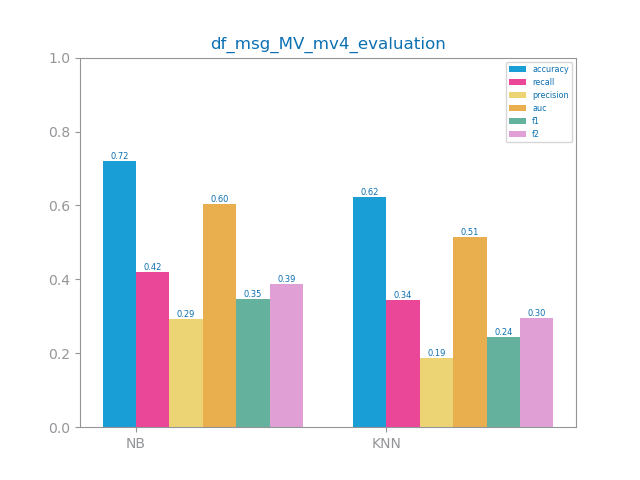 df_msg_MV_mv4_evaluation
1.0
0.8
0.6
0.4
0.2
0.0
accuracy
recall
precision
auc
f1
f2
0.72
0.42
0.29
0.60
0.35
0.39
0.62
0.34
0.19
0.51
0.24
0.30
NB
KNN